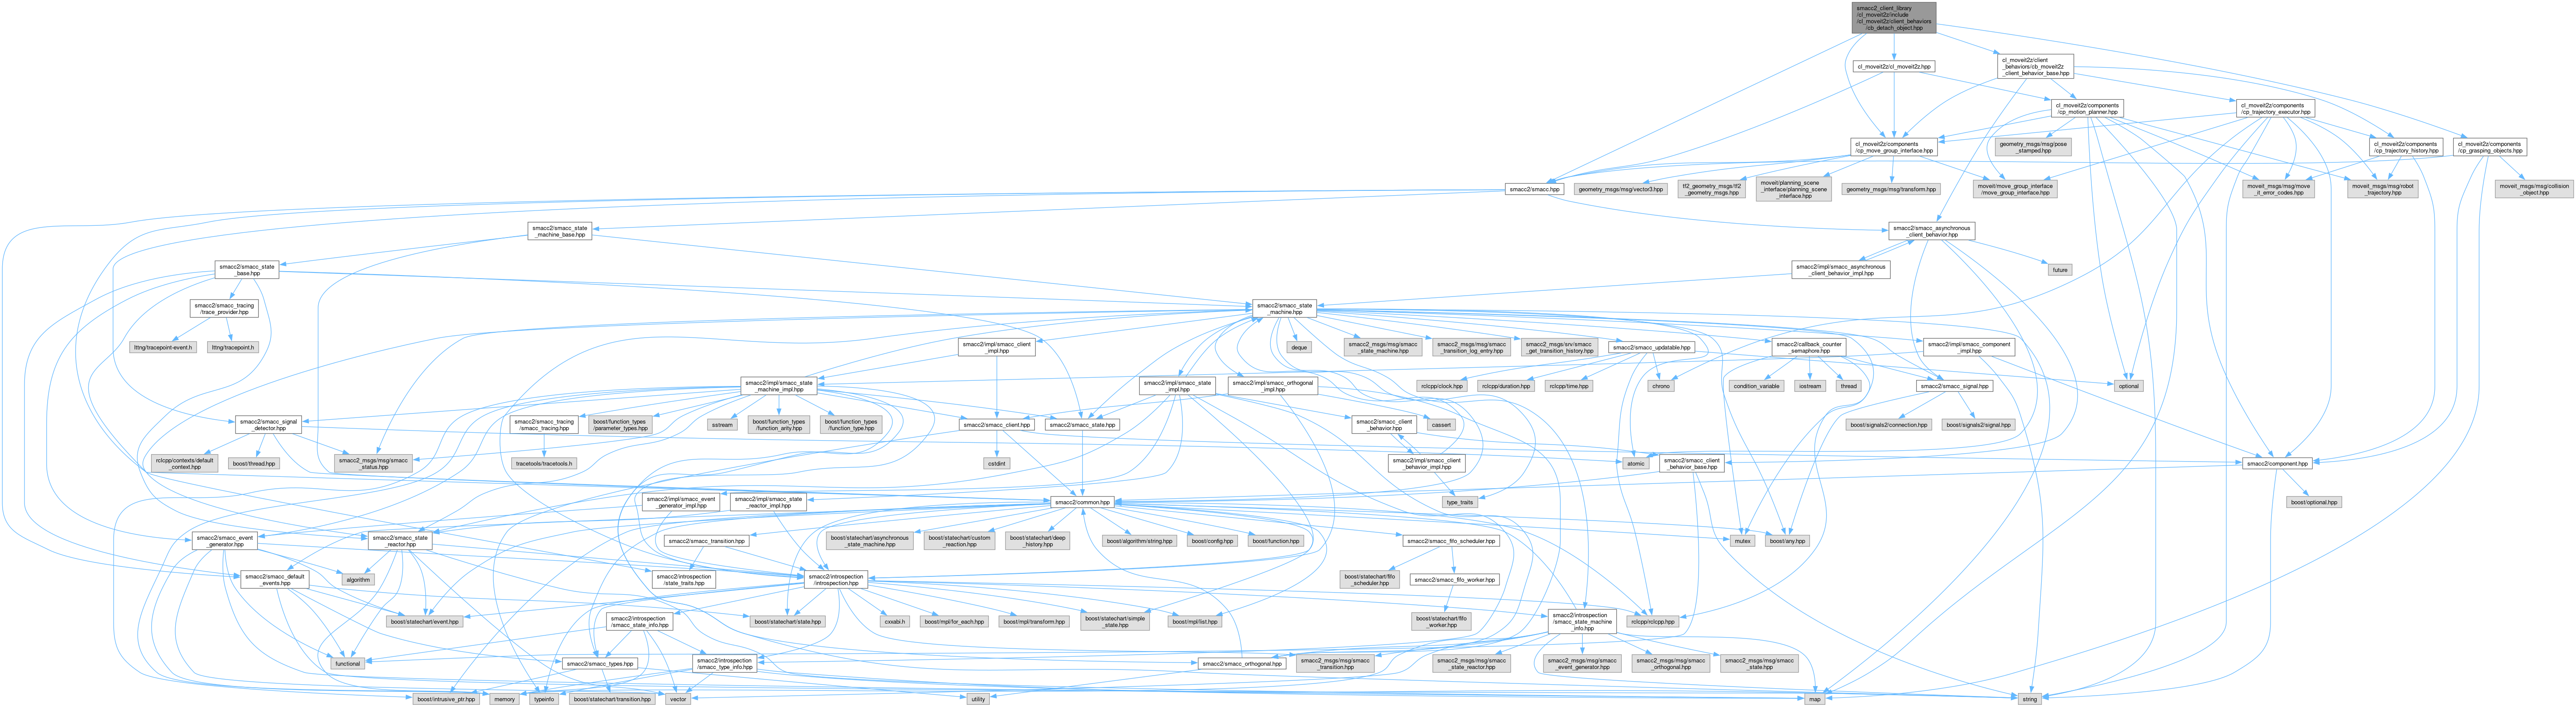 smacc2_client_library
/cl_moveit2z/include
/cl_moveit2z/client_behaviors
/cb_detach_object.hpp
cl_moveit2z/cl_moveit2z.hpp
cl_moveit2z/client
_behaviors/cb_moveit2z
_client_behavior_base.hpp
cl_moveit2z/components
/cp_motion_planner.hpp
cl_moveit2z/components
/cp_trajectory_executor.hpp
cl_moveit2z/components
/cp_move_group_interface.hpp
geometry_msgs/msg/pose
_stamped.hpp
cl_moveit2z/components
/cp_trajectory_history.hpp
cl_moveit2z/components
/cp_grasping_objects.hpp
smacc2/smacc.hpp
geometry_msgs/msg/vector3.hpp
tf2_geometry_msgs/tf2
_geometry_msgs.hpp
moveit/planning_scene
_interface/planning_scene
_interface.hpp
geometry_msgs/msg/transform.hpp
moveit/move_group_interface
/move_group_interface.hpp
moveit_msgs/msg/move
_it_error_codes.hpp
moveit_msgs/msg/robot
_trajectory.hpp
moveit_msgs/msg/collision
_object.hpp
smacc2/smacc_state
_machine_base.hpp
smacc2/smacc_asynchronous
_client_behavior.hpp
smacc2/smacc_state
_base.hpp
smacc2/impl/smacc_asynchronous
_client_behavior_impl.hpp
future
smacc2/smacc_tracing
/trace_provider.hpp
smacc2/smacc_state
_machine.hpp
lttng/tracepoint-event.h
lttng/tracepoint.h
smacc2/impl/smacc_client
_impl.hpp
deque
smacc2_msgs/msg/smacc
_state_machine.hpp
smacc2_msgs/msg/smacc
_transition_log_entry.hpp
smacc2_msgs/srv/smacc
_get_transition_history.hpp
smacc2/smacc_updatable.hpp
smacc2/callback_counter
_semaphore.hpp
smacc2/impl/smacc_component
_impl.hpp
smacc2/impl/smacc_state
_machine_impl.hpp
smacc2/impl/smacc_state
_impl.hpp
smacc2/impl/smacc_orthogonal
_impl.hpp
rclcpp/clock.hpp
rclcpp/duration.hpp
rclcpp/time.hpp
chrono
condition_variable
iostream
thread
smacc2/smacc_signal.hpp
optional
smacc2/smacc_signal
_detector.hpp
smacc2/smacc_tracing
/smacc_tracing.hpp
boost/function_types
/parameter_types.hpp
sstream
boost/function_types
/function_arity.hpp
boost/function_types
/function_type.hpp
smacc2/smacc_client.hpp
smacc2/smacc_state.hpp
smacc2/smacc_client
_behavior.hpp
cassert
boost/signals2/connection.hpp
boost/signals2/signal.hpp
rclcpp/contexts/default
_context.hpp
boost/thread.hpp
smacc2_msgs/msg/smacc
_status.hpp
tracetools/tracetools.h
cstdint
smacc2/impl/smacc_client
_behavior_impl.hpp
atomic
smacc2/smacc_client
_behavior_base.hpp
smacc2/component.hpp
smacc2/impl/smacc_event
_generator_impl.hpp
smacc2/impl/smacc_state
_reactor_impl.hpp
smacc2/common.hpp
type_traits
boost/optional.hpp
smacc2/smacc_event
_generator.hpp
smacc2/smacc_state
_reactor.hpp
smacc2/smacc_transition.hpp
boost/statechart/asynchronous
_state_machine.hpp
boost/statechart/custom
_reaction.hpp
boost/statechart/deep
_history.hpp
boost/algorithm/string.hpp
boost/config.hpp
boost/function.hpp
smacc2/smacc_fifo_scheduler.hpp
mutex
boost/any.hpp
smacc2/smacc_default
_events.hpp
algorithm
smacc2/introspection
/state_traits.hpp
smacc2/introspection
/introspection.hpp
boost/statechart/fifo
_scheduler.hpp
smacc2/smacc_fifo_worker.hpp
boost/statechart/event.hpp
smacc2/introspection
/smacc_state_info.hpp
boost/statechart/state.hpp
cxxabi.h
boost/mpl/for_each.hpp
boost/mpl/transform.hpp
boost/statechart/simple
_state.hpp
boost/mpl/list.hpp
boost/statechart/fifo
_worker.hpp
smacc2/introspection
/smacc_state_machine
_info.hpp
rclcpp/rclcpp.hpp
functional
smacc2/smacc_types.hpp
smacc2/introspection
/smacc_type_info.hpp
smacc2/smacc_orthogonal.hpp
smacc2_msgs/msg/smacc
_transition.hpp
smacc2_msgs/msg/smacc
_state_reactor.hpp
smacc2_msgs/msg/smacc
_event_generator.hpp
smacc2_msgs/msg/smacc
_orthogonal.hpp
smacc2_msgs/msg/smacc
_state.hpp
boost/intrusive_ptr.hpp
memory
typeinfo
boost/statechart/transition.hpp
vector
utility
map
map
string